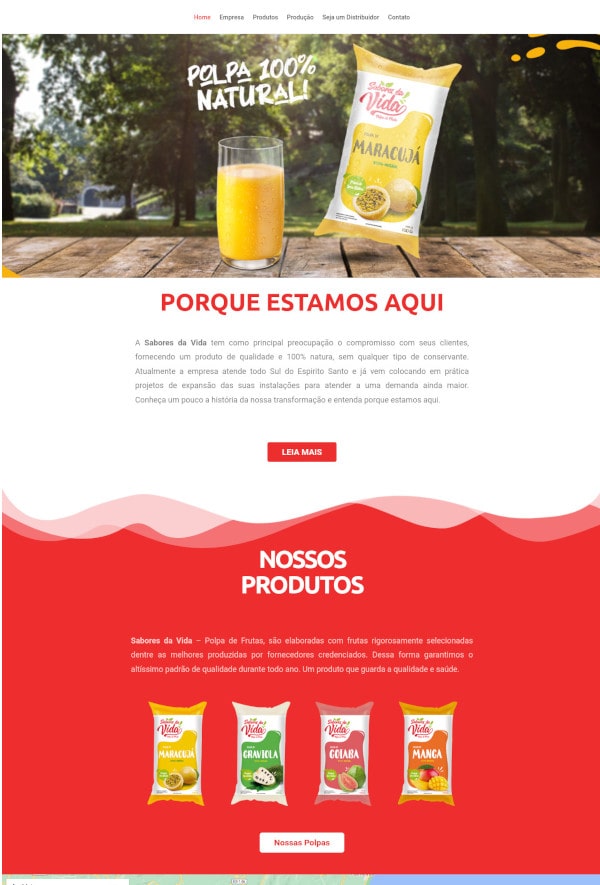 Home Empresa Produtos Produção Seja um Distribuidor Contato
POLPA 100%
NATURAL!
Sabores da
Vida
MARACUJÁ
PORQUE ESTAMOS AQUI
A Sabores da Vida tem como principal preocupação o compromisso com seus clientes,
fornecendo um produto de qualidade e 100% natura, sem qualquer tipo de conservante.
Atualmente a empresa atende todo Sul do Espirito Santo e já vem colocando em prática
projetos de expansão das suas instalações para atender a uma demanda ainda maior.
Conheça um pouco a história da nossa transformação e entenda porque estamos aqui.
LEIA MAIS
NOSSOS
PRODUTOS
Sabores da Vida – Polpa de Frutas, são elaboradas com frutas rigorosamente selecionadas
dentre as melhores produzidas por fornecedores credenciados. Dessa forma garantimos o
altíssimo padrão de qualidade durante todo ano. Um produto que guarda a qualidade e saúde.
Sabores da Sabores da Sabores da Sabores da
Vida Vida Vida Vida
MARACUJÁ GRAVIOLA GOIABA MANGA
Nossas Polpas